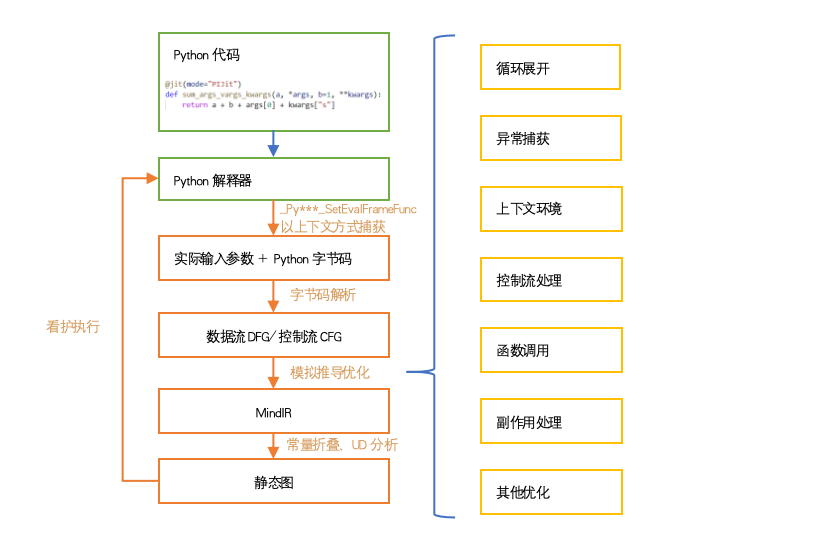 Python 代码
@jit(mode="PIJit")
def sum_args_vargs_kwargs(a, *args, b=1, **kwargs):
return a + b + args[0] + kwargs["s"]
Python 解释器
_Py***_SetEvalFrameFunc
以上下文方式捕获
实际输入参数 + Python 字节码
字节码解析
看护执行
数据流 DFG/ 控制流 CFG
模拟推导优化
MindIR
常量折叠、UD 分析
静态图
循环展开
异常捕获
上下文环境
控制流处理
函数调用
副作用处理
其他优化